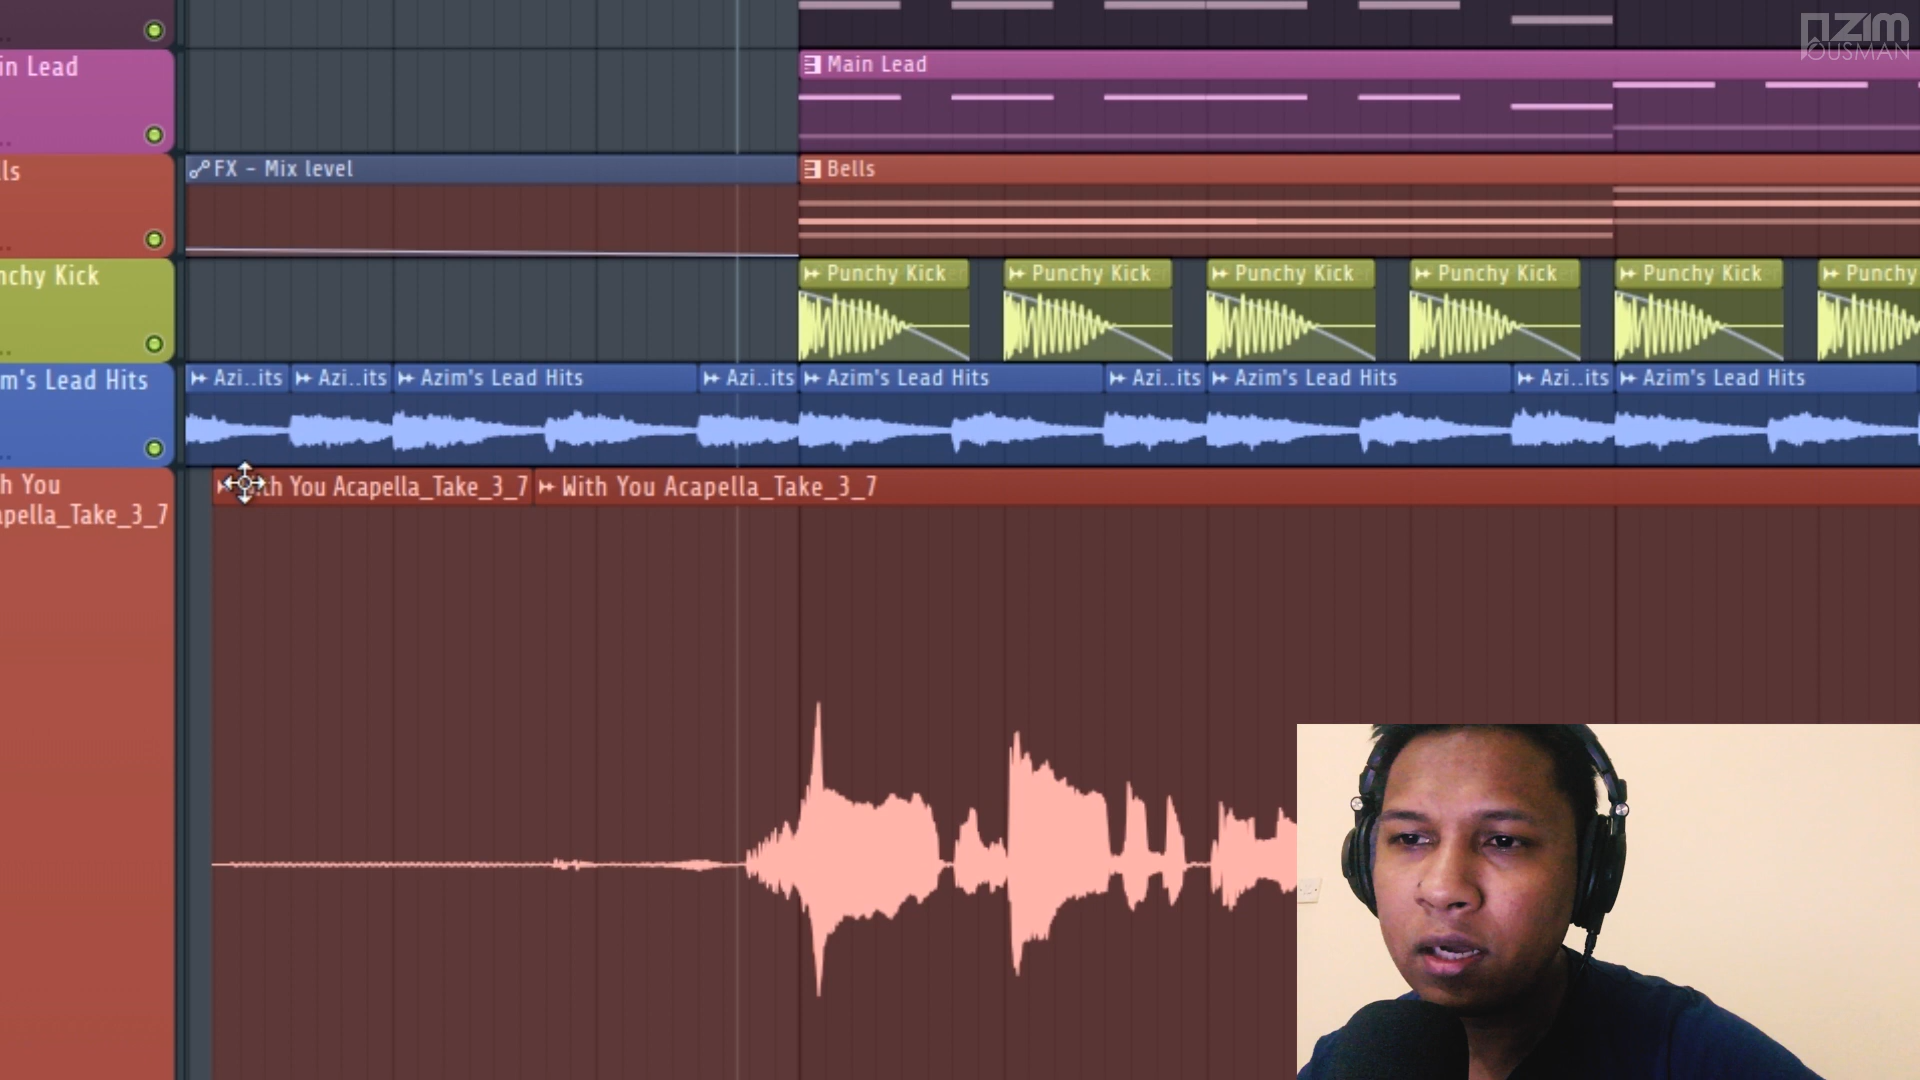 AZIM
OUSMAN
in Lead
Main Lead
ls
FX - Mix level
Bells
nchy Kick
Punchy Kick
Punchy Kick
Punchy Kick
Punchy Kick
Punchy Kick
Punchy
m's Lead Hits
Azi..its
Azi..its
Azim's Lead Hits
Azi..its
Azim's Lead Hits
Azi..its
Azim's Lead Hits
Azi..its
Azim's Lead Hits
h You
apella_Take_3_7
th You Acapella_Take_3_7
With You Acapella_Take_3_7